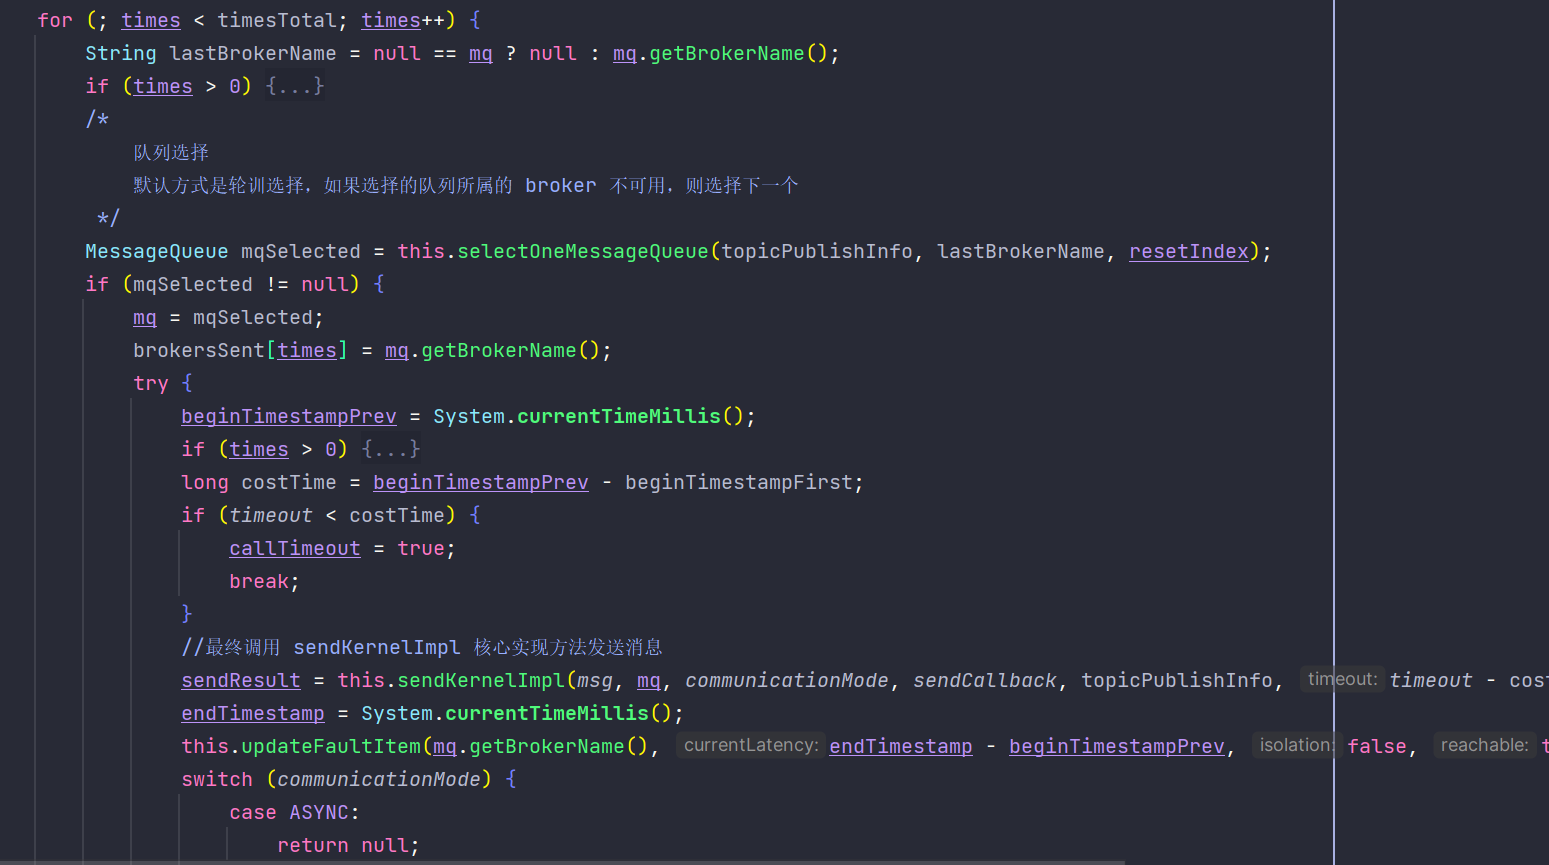 for (; times < timesTotal; times++) {
String lastBrokerName = null == mq ? null : mq.getBrokerName();
if (times > 0) {...}
/*
队列选择
默认方式是轮训选择，如果选择的队列所属的 broker 不可用，则选择下一个
*/
MessageQueue mqSelected = this.selectOneMessageQueue(topicPublishInfo, lastBrokerName, resetIndex);
if (mqSelected != null) {
mq = mqSelected;
brokersSent[times] = mq.getBrokerName();
try {
beginTimestampPrev = System.currentTimeMillis();
if (times > 0) {...}
long costTime = beginTimestampPrev - beginTimestampFirst;
if (timeout < costTime) {
callTimeout = true;
break;
}
//最终调用 sendKernelImpl 核心实现方法发送消息
sendResult = this.sendKernelImpl(msg, mq, communicationMode, sendCallback, topicPublishInfo, timeout: timeout - cos
endTimestamp = System.currentTimeMillis();
this.updateFaultItem(mq.getBrokerName(), currentLatency: endTimestamp - beginTimestampPrev, isolation: false, reachable: t
switch (communicationMode) {
case ASYNC:
return null;